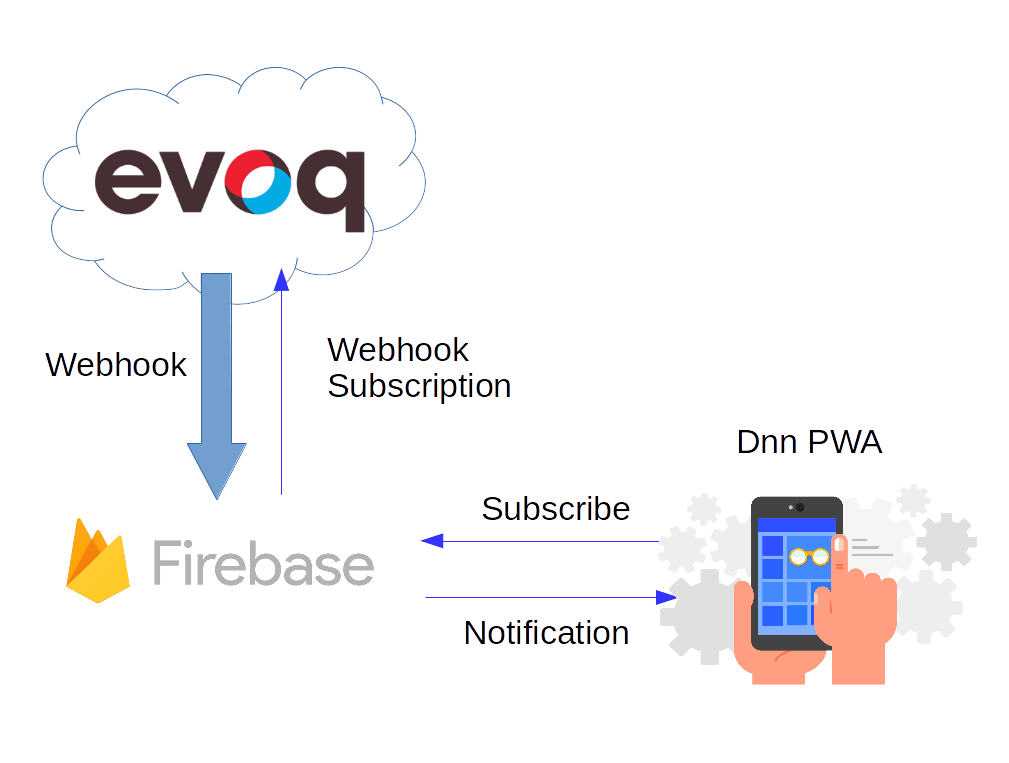 evoq
Webhook
Webhook
Subscription
Dnn PWA
Subscribe
Firebase
Notification